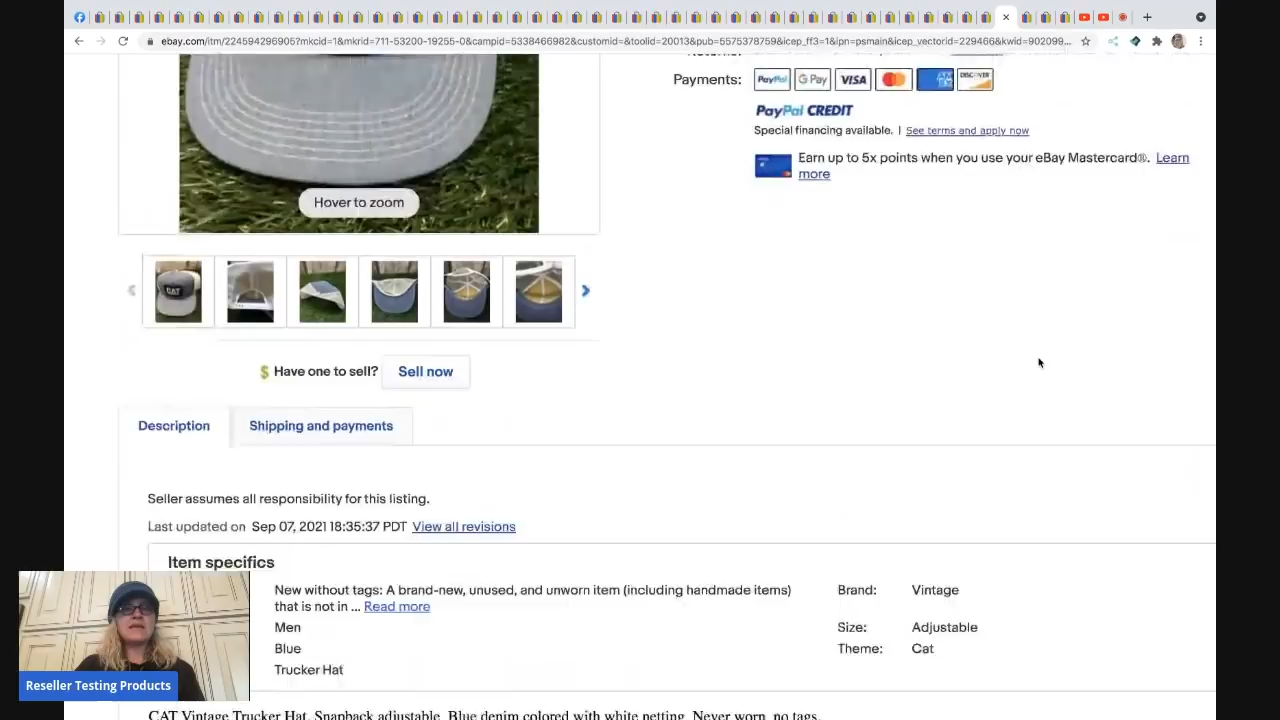 ebay.com/itm/224594296905?mkcid=1&mkrid=711-53200-19255-0&campid=5338466982&customid=&toolid=20013&pub=5575378759&icep_ff3=1&ipn=psmain&icep_vectorid=229466&kwid=902099...
Payments:
PayPal
G Pay
VISA
DISCOVER
PayPal CREDIT
Special financing available. | See terms and apply now
Earn up to 5x points when you use your eBay Mastercard®. Learn
more
Hover to zoom
CAT
Have one to sell? Sell now
Description
Shipping and payments
Seller assumes all responsibility for this listing.
Last updated on Sep 07, 2021 18:35:37 PDT View all revisions
Item specifics
New without tags: A brand-new, unused, and unworn item (including handmade items)
that is not in ... Read more
Brand: Vintage
Men
Size: Adjustable
Blue
Theme: Cat
Trucker Hat
Reseller Testing Products
CAT Vintage Trucker Hat. Snapback adjustable. Blue denim colored with white netting. Never worn, no tags.